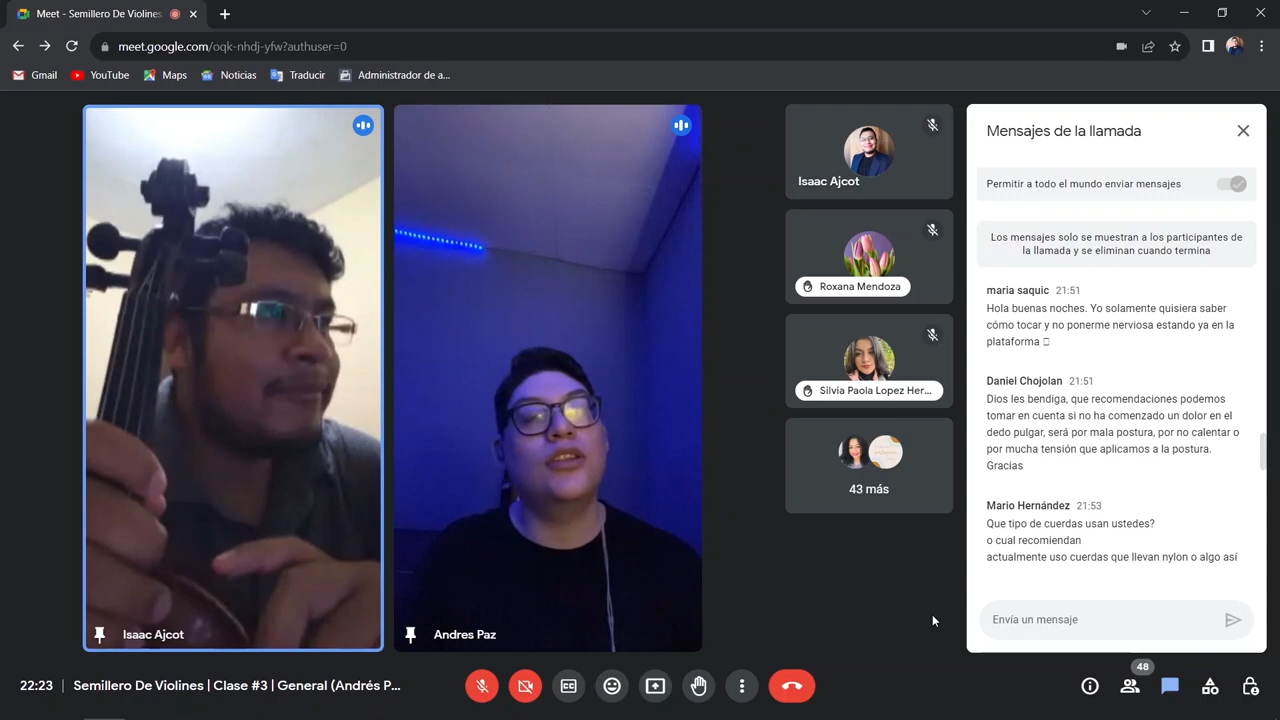 Meet - Semillero De Violines
meet.google.com/oqk-nhdj-yfw?authuser=0
Gmail YouTube Maps Noticias Traducir Administrador de a...
Isaac Ajcot
Andres Paz
Isaac Ajcot
Roxana Mendoza
Silvia Paola Lopez Her...
43 más
Mensajes de la llamada
Permitir a todo el mundo enviar mensajes
Los mensajes solo se muestran a los participantes de
la llamada y se eliminan cuando termina
maria saquic 21:51
Hola buenas noches. Yo solamente quisiera saber
cómo tocar y no ponerme nerviosa estando ya en la
plataforma
Daniel Chojolan 21:51
Dios les bendiga, que recomendaciones podemos
tomar en cuenta si no ha comenzado un dolor en el
dedo pulgar, será por mala postura, por no calentar o
por mucha tensión que aplicamos a la postura.
Gracias
Mario Hernández 21:53
Que tipo de cuerdas usan ustedes?
o cual recomiendan
actualmente uso cuerdas que llevan nylon o algo así
Envía un mensaje
22:23 | Semillero De Violines | Clase #3 | General (Andrés P...
48